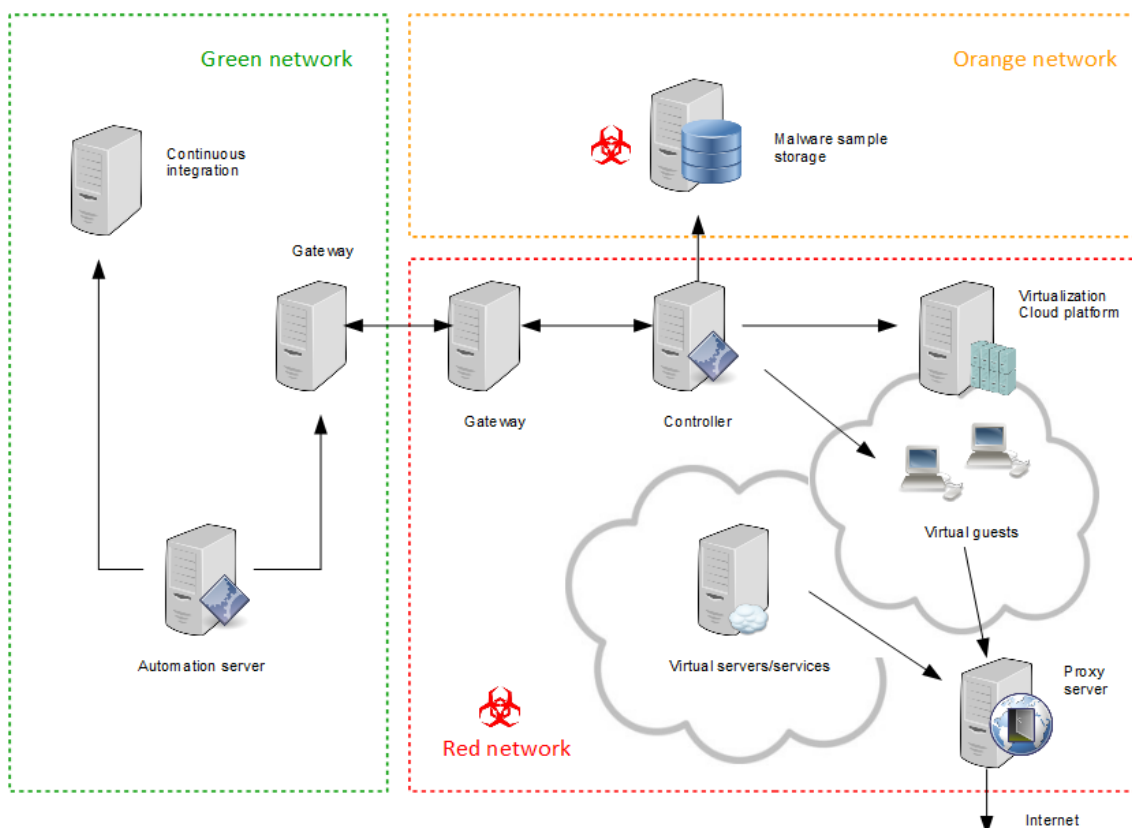 Green network
Orange network
Continuous
integration
Malware sample
storage
Gateway
Virtualization
Cloud platform
Gateway
Controller
Virtual guests
Automation server
Virtual servers/services
Proxy
server
Red network
Internet